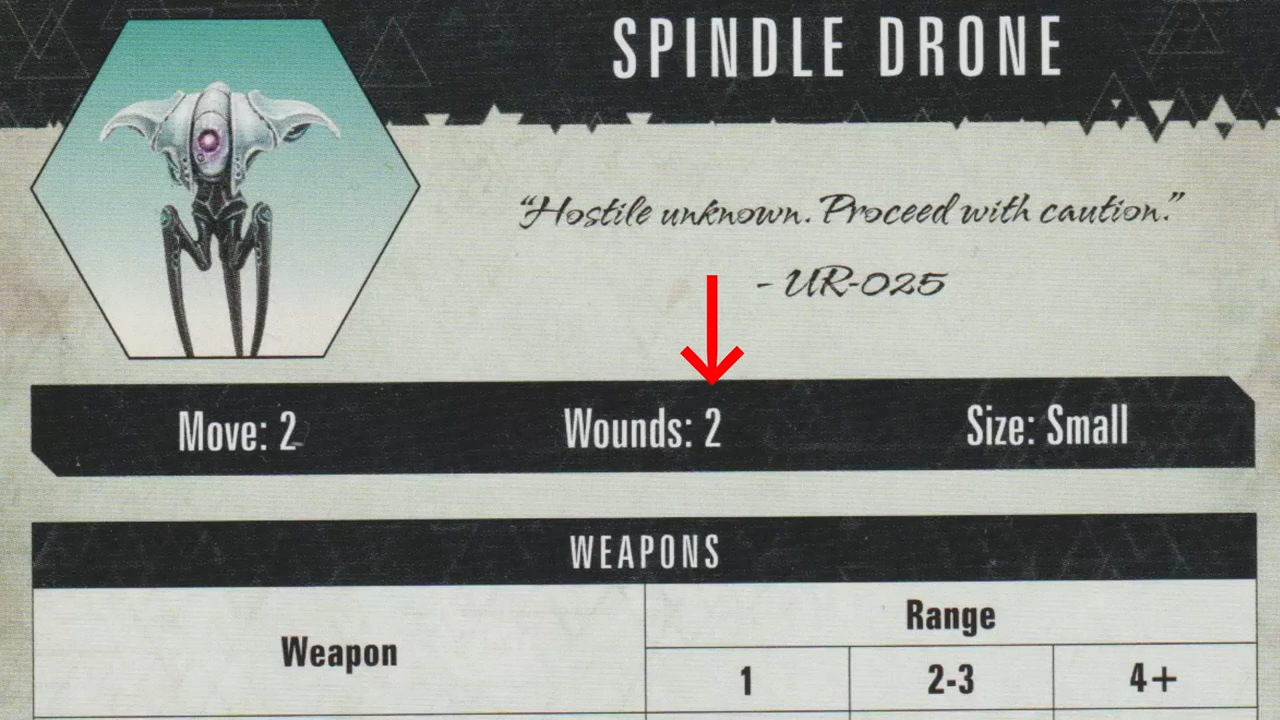 SPINDLE DRONE
“Hostile unknown. Proceed with caution.”
- UR-025
Move: 2 Wounds: 2 Size: Small
WEAPONS
Weapon
Range
1 2-3 4+